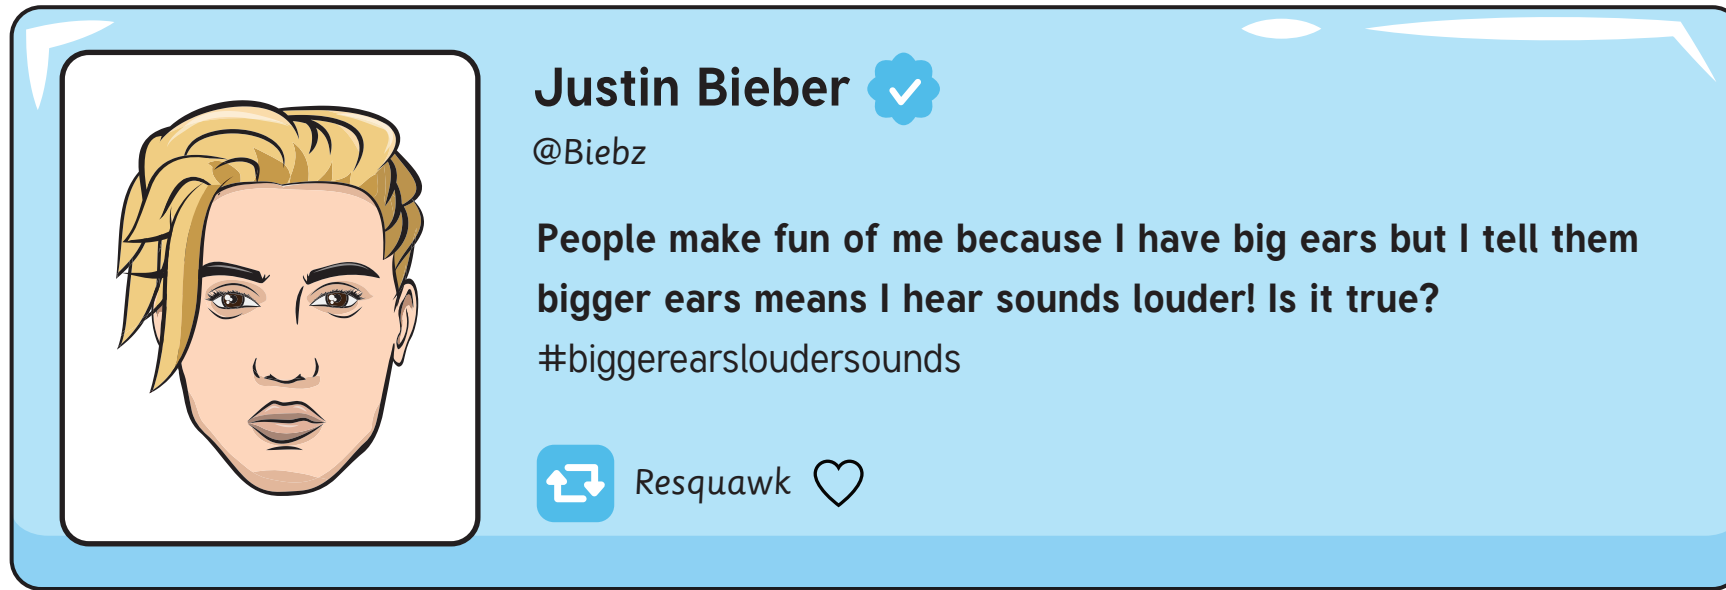 Justin Bieber
@Biebz
People make fun of me because I have big ears but I tell them
bigger ears means I hear sounds louder! Is it true?
#biggerearsloudersounds
Resquawk